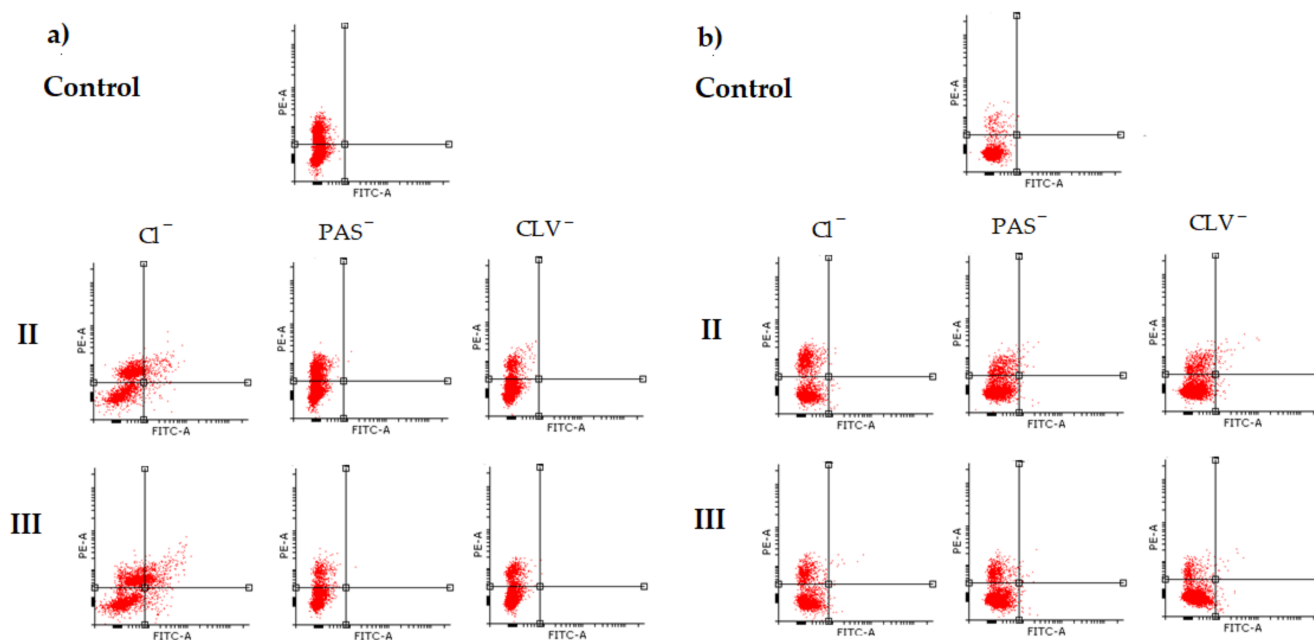 a)
Control
PE-A
FITC-A
b)
Control
PE-A
FITC-A
Cl⁻ PAS⁻ CLV⁻
Cl⁻ PAS⁻ CLV⁻
II
PE-A
FITC-A
PE-A
FITC-A
PE-A
FITC-A
II
PE-A
FITC-A
PE-A
FITC-A
PE-A
FITC-A
III
PE-A
FITC-A
PE-A
FITC-A
PE-A
FITC-A
III
PE-A
FITC-A
PE-A
FITC-A
PE-A
FITC-A